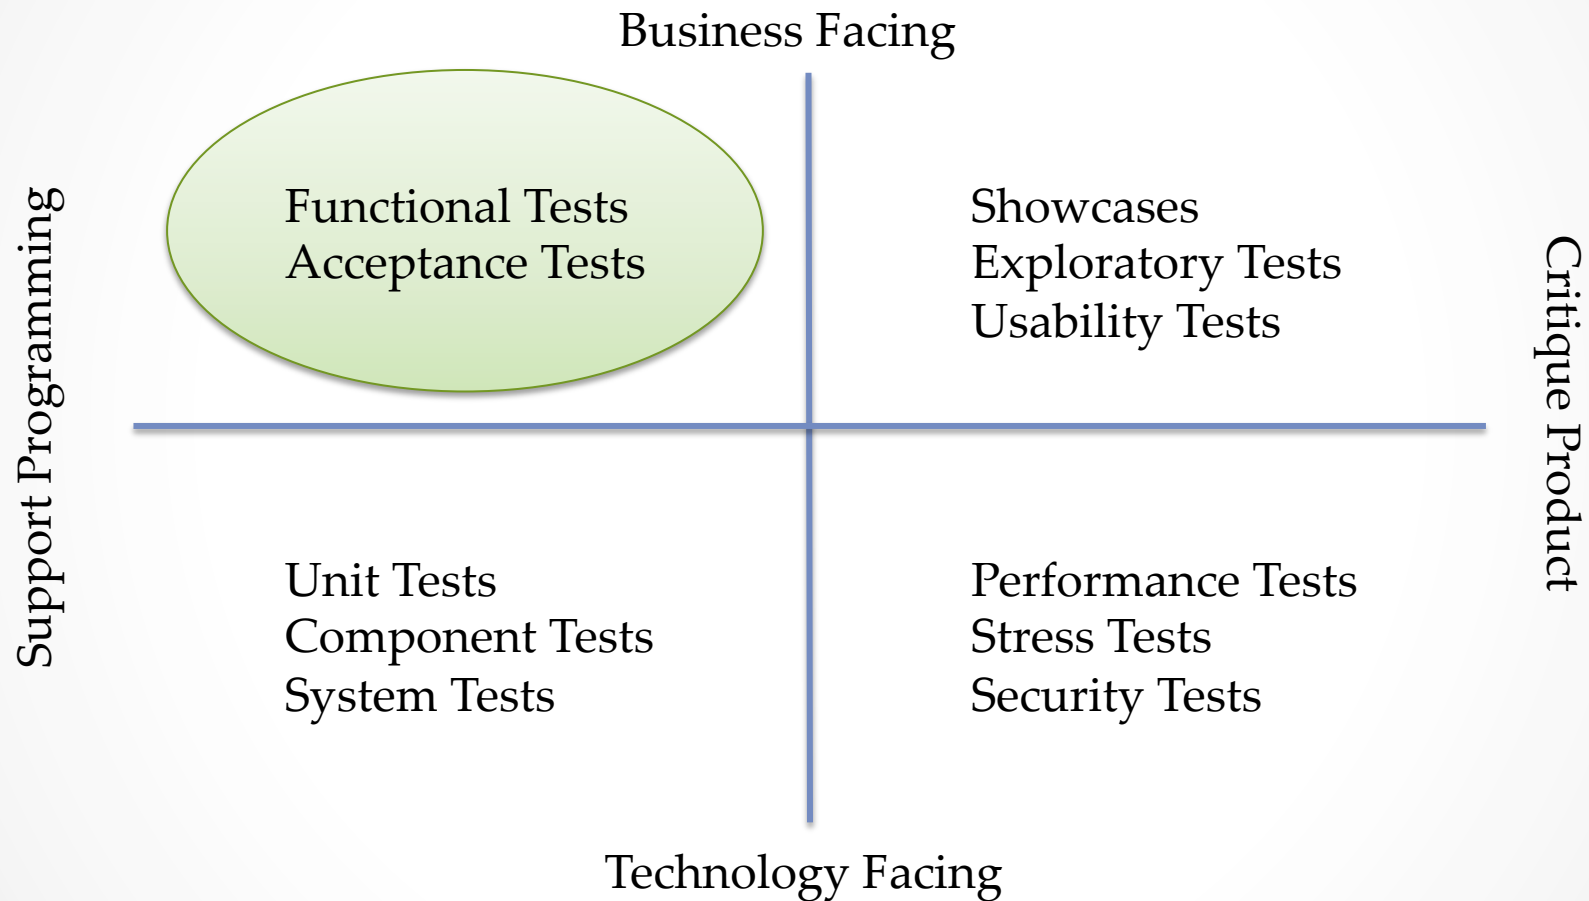 Business Facing
Support Programming
Functional Tests
Acceptance Tests
Showcases
Exploratory Tests
Usability Tests
Critique Product
Unit Tests
Component Tests
System Tests
Performance Tests
Stress Tests
Security Tests
Technology Facing